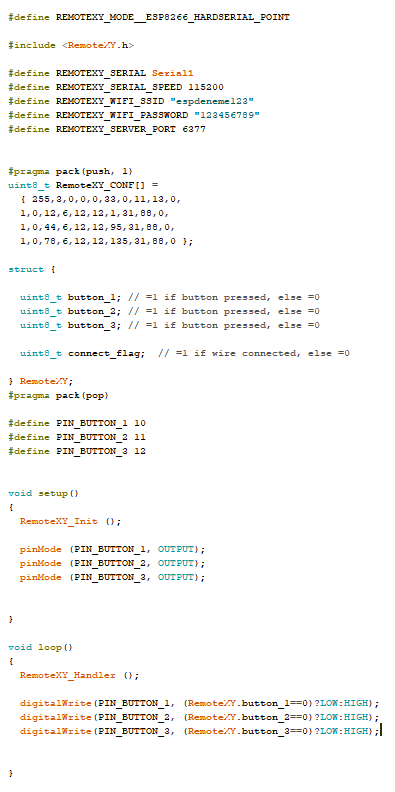 #define REMOTEXY_MODE__ESP8266_HARDSERIAL_POINT
#include <RemoteXY.h>
#define REMOTEXY_SERIAL Serial1
#define REMOTEXY_SERIAL_SPEED 115200
#define REMOTEXY_WIFI_SSID "espdeneme123"
#define REMOTEXY_WIFI_PASSWORD "123456789"
#define REMOTEXY_SERVER_PORT 6377
#pragma pack(push, 1)
uint8_t RemoteXY_CONF[] =
{ 255,3,0,0,0,33,0,11,13,0,
1,0,12,6,12,12,1,31,88,0,
1,0,44,6,12,12,95,31,88,0,
1,0,78,6,12,12,135,31,88,0 };
struct {
uint8_t button_1; // =1 if button pressed, else =0
uint8_t button_2; // =1 if button pressed, else =0
uint8_t button_3; // =1 if button pressed, else =0
uint8_t connect_flag;  // =1 if wire connected, else =0
} RemoteXY;
#pragma pack(pop)
#define PIN_BUTTON_1 10
#define PIN_BUTTON_2 11
#define PIN_BUTTON_3 12
void setup()
{
RemoteXY_Init ();
pinMode (PIN_BUTTON_1, OUTPUT);
pinMode (PIN_BUTTON_2, OUTPUT);
pinMode (PIN_BUTTON_3, OUTPUT);
}
void loop()
{
RemoteXY_Handler ();
digitalWrite(PIN_BUTTON_1, (RemoteXY.button_1==0)?LOW:HIGH);
digitalWrite(PIN_BUTTON_2, (RemoteXY.button_2==0)?LOW:HIGH);
digitalWrite(PIN_BUTTON_3, (RemoteXY.button_3==0)?LOW:HIGH);
}